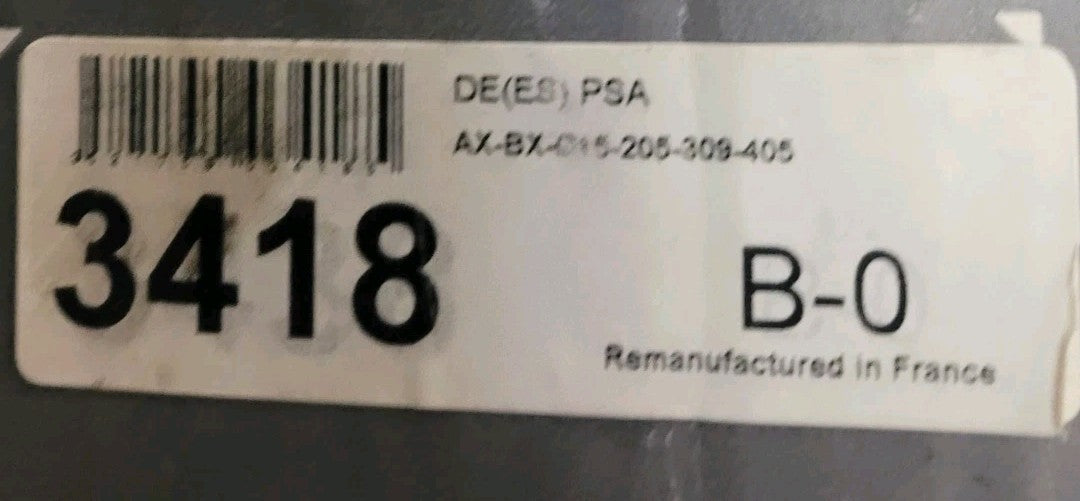 DE(ES) PSA
AX-BX-C15-205-309-405
3418
B-0
Remanufactured in France